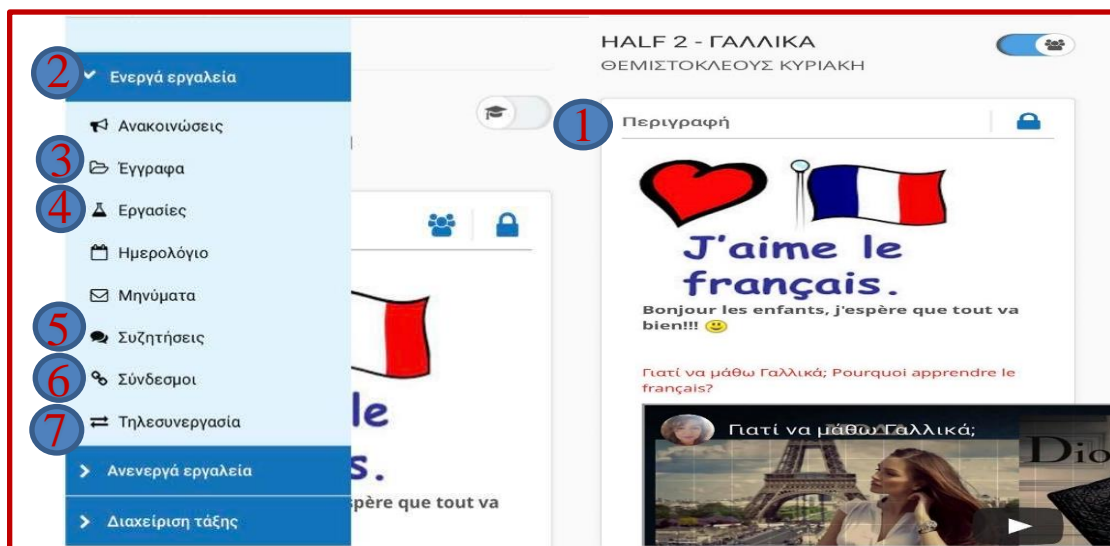 2
Ενεργά εργαλεία
Ανακοινώσεις
3
Έγγραφα
4
Εργασίες
Ημερολόγιο
Μηνύματα
5
Συζητήσεις
6
Σύνδεσμοι
7
Τηλεσυνεργασία
Ανενεργά εργαλεία
Διαχείριση τάξης
le
s.
père que tout va
HALF 2 - ΓΑΛΛΙΚΑ
ΘΕΜΙΣΤΟΚΛΕΟΥΣ ΚΥΡΙΑΚΗ
1
Περιγραφή
J'aime le
français.
Bonjour les enfants, j'espère que tout va
bien!!!
Γιατί να μάθω Γαλλικά; Pourquoi apprendre le
français?
Γιατί να μάθω Γαλλικά;
Dio